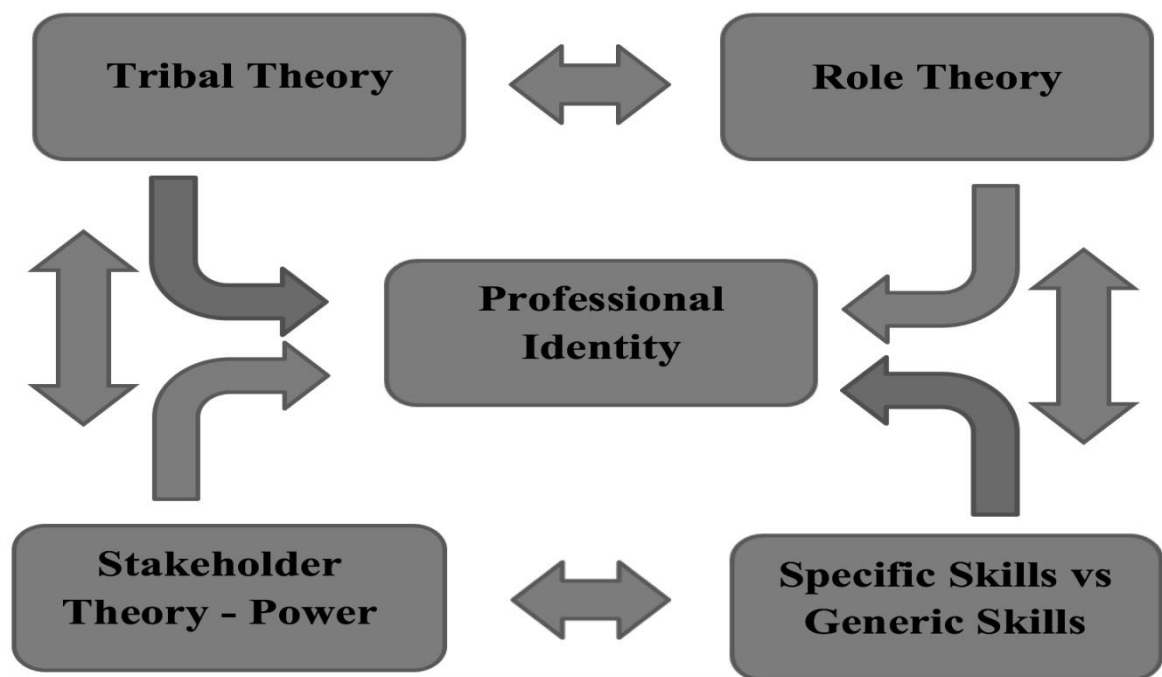 Tribal Theory
Role Theory
Professional
Identity
Stakeholder
Theory - Power
Specific Skills vs
Generic Skills